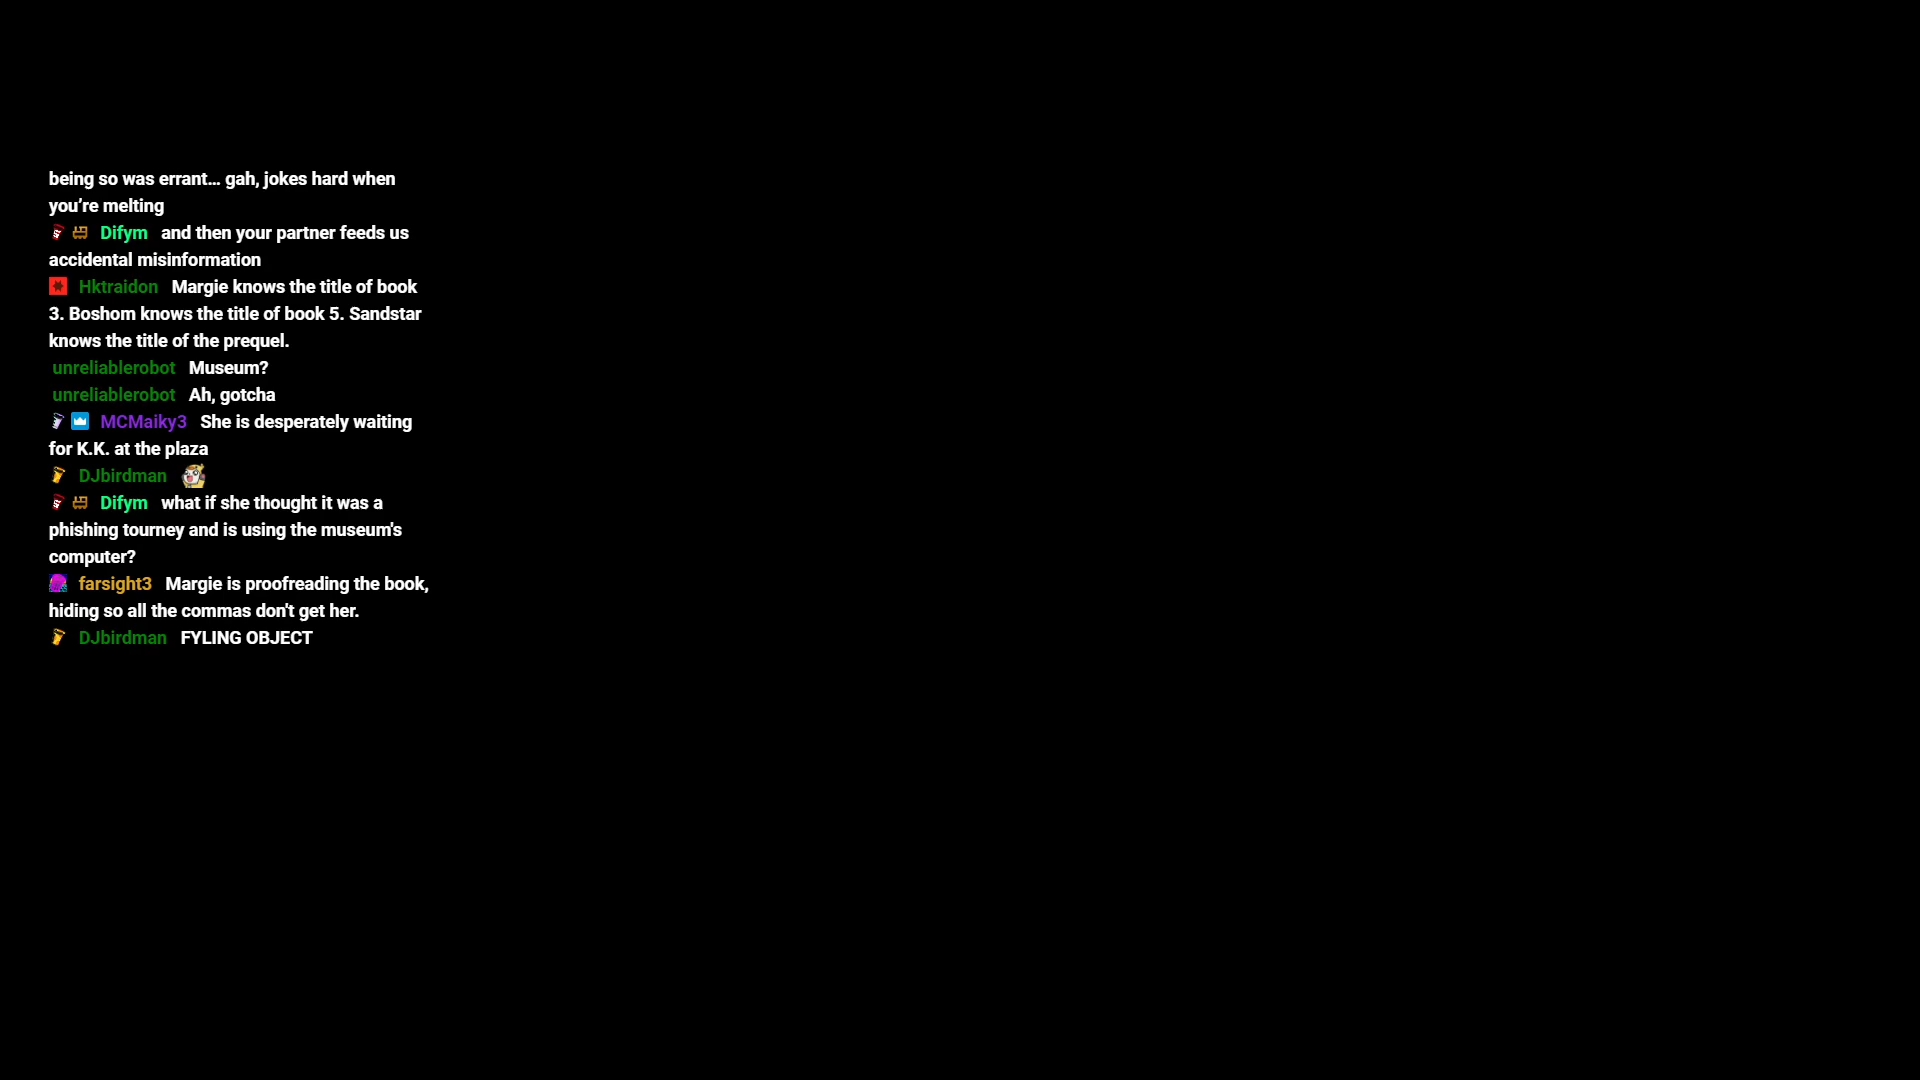 being so was errant… gah, jokes hard when
you’re melting
Difym and then your partner feeds us
accidental misinformation
Hktraidon Margie knows the title of book
3. Boshom knows the title of book 5. Sandstar
knows the title of the prequel.
unreliablerobot Museum?
unreliablerobot Ah, gotcha
MCMaiky3 She is desperately waiting
for K.K. at the plaza
DJbirdman
Difym what if she thought it was a
phishing tourney and is using the museum's
computer?
farsight3 Margie is proofreading the book,
hiding so all the commas don't get her.
DJbirdman FYLING OBJECT